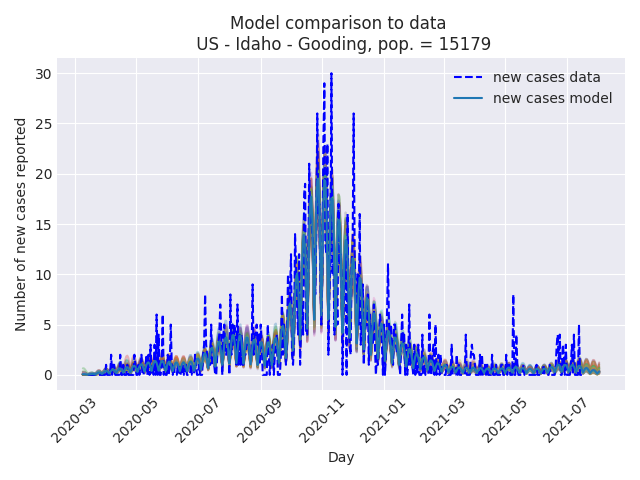 Model comparison to data
US - Idaho - Gooding, pop. = 15179
new cases data
new cases model
Number of new cases reported
30
25
20
15
10
5
0
2020-03
2020-05
2020-07
2020-09
2020-11
2021-01
2021-03
2021-05
2021-07
Day